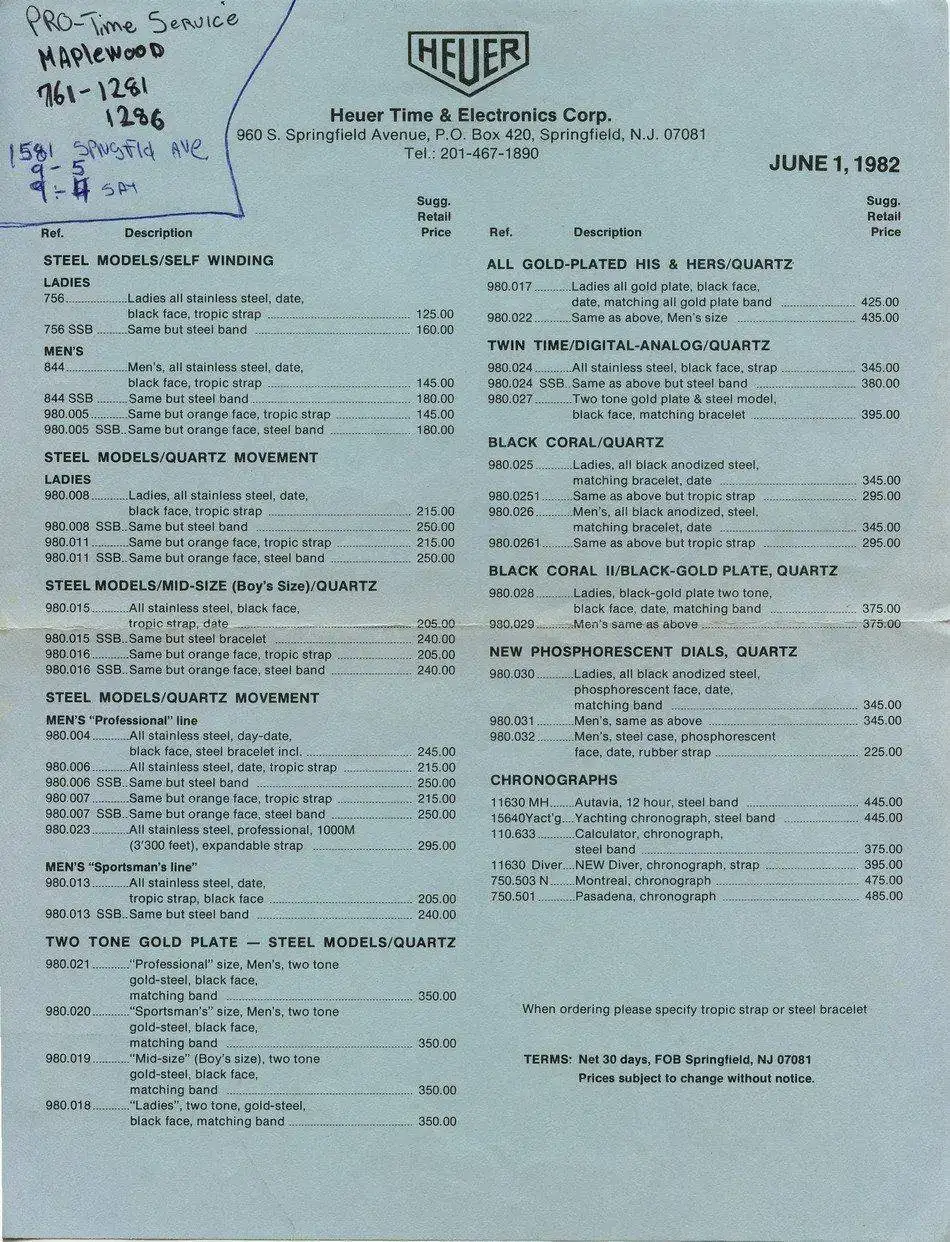 PRO-Time Service
MAPlewood
761-1281
1286
1581 SPNGFld AVe
9-5
9-4 SAT
HEUER
Heuer Time & Electronics Corp.
960 S. Springfield Avenue, P.O. Box 420, Springfield, N.J. 07081
Tel.: 201-467-1890
JUNE 1, 1982
Ref. Description Sugg. Retail Price
STEEL MODELS/SELF WINDING
LADIES
756 Ladies all stainless steel, date,
black face, tropic strap 125.00
756 SSB Same but steel band 160.00
MEN'S
844 Men's, all stainless steel, date,
black face, tropic strap 145.00
844 SSB Same but steel band 180.00
980.005 Same but orange face, tropic strap 145.00
980.005 SSB Same but orange face, steel band 180.00
STEEL MODELS/QUARTZ MOVEMENT
LADIES
980.008 Ladies, all stainless steel, date,
black face, tropic strap 215.00
980.008 SSB Same but steel band 250.00
980.011 Same but orange face, tropic strap 215.00
980.011 SSB Same but orange face, steel band 250.00
STEEL MODELS/MID-SIZE (Boy's Size)/QUARTZ
980.015 All stainless steel, black face,
tropic strap, date 205.00
980.015 SSB Same but steel bracelet 240.00
980.016 Same but orange face, tropic strap 205.00
980.016 SSB Same but orange face, steel band 240.00
STEEL MODELS/QUARTZ MOVEMENT
MEN'S "Professional" line
980.004 All stainless steel, day-date,
black face, steel bracelet incl. 245.00
980.006 All stainless steel, date, tropic strap 215.00
980.006 SSB Same but steel band 250.00
980.007 Same but orange face, tropic strap 215.00
980.007 SSB Same but orange face, steel band 250.00
980.023 All stainless steel, professional, 1000M
(3'300 feet), expandable strap 295.00
MEN'S "Sportsman's line"
980.013 All stainless steel, date,
tropic strap, black face 205.00
980.013 SSB Same but steel band 240.00
TWO TONE GOLD PLATE — STEEL MODELS/QUARTZ
980.021 "Professional" size, Men's, two tone
gold-steel, black face,
matching band 350.00
980.020 "Sportsman's" size, Men's, two tone
gold-steel, black face,
matching band 350.00
980.019 "Mid-size" (Boy's size), two tone
gold-steel, black face,
matching band 350.00
980.018 "Ladies", two tone, gold-steel,
black face, matching band 350.00
Ref. Description Sugg. Retail Price
ALL GOLD-PLATED HIS & HERS/QUARTZ
980.017 Ladies all gold plate, black face,
date, matching all gold plate band 425.00
980.022 Same as above, Men's size 435.00
TWIN TIME/DIGITAL-ANALOG/QUARTZ
980.024 All stainless steel, black face, strap 345.00
980.024 SSB Same as above but steel band 380.00
980.027 Two tone gold plate & steel model,
black face, matching bracelet 395.00
BLACK CORAL/QUARTZ
980.025 Ladies, all black anodized steel,
matching bracelet, date 345.00
980.0251 Same as above but tropic strap 295.00
980.026 Men's, all black anodized, steel,
matching bracelet, date 345.00
980.0261 Same as above but tropic strap 295.00
BLACK CORAL II/BLACK-GOLD PLATE, QUARTZ
980.028 Ladies, black-gold plate two tone,
black face, date, matching band 375.00
980.029 Men's same as above 375.00
NEW PHOSPHORESCENT DIALS, QUARTZ
980.030 Ladies, all black anodized steel,
phosphorescent face, date,
matching band 345.00
980.031 Men's, same as above 345.00
980.032 Men's, steel case, phosphorescent
face, date, rubber strap 225.00
CHRONOGRAPHS
11630 MH Autavia, 12 hour, steel band 445.00
15640Yact'g Yachting chronograph, steel band 445.00
110.633 Calculator, chronograph,
steel band 375.00
11630 Diver NEW Diver, chronograph, strap 395.00
750.503 N Montreal, chronograph 475.00
750.501 Pasadena, chronograph 485.00
When ordering please specify tropic strap or steel bracelet
TERMS: Net 30 days, FOB Springfield, NJ 07081
Prices subject to change without notice.